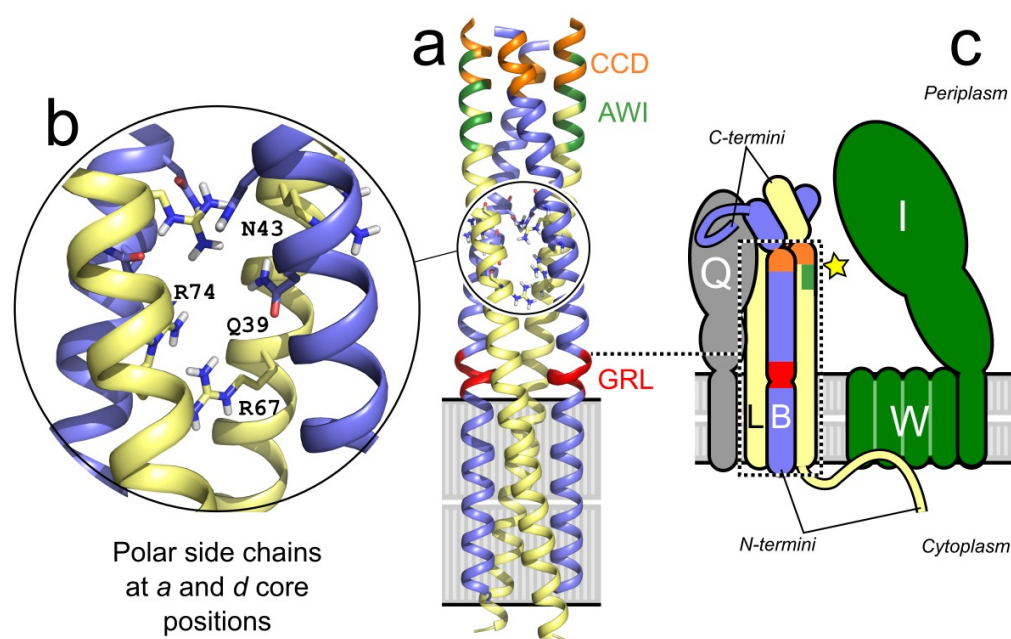 a
CCD
AWI
GRL
b
N43
R74
Q39
R67
Polar side chains
at a and d core
positions
c
Periplasm
C-termini
I
Q
L
B
W
N-termini
Cytoplasm